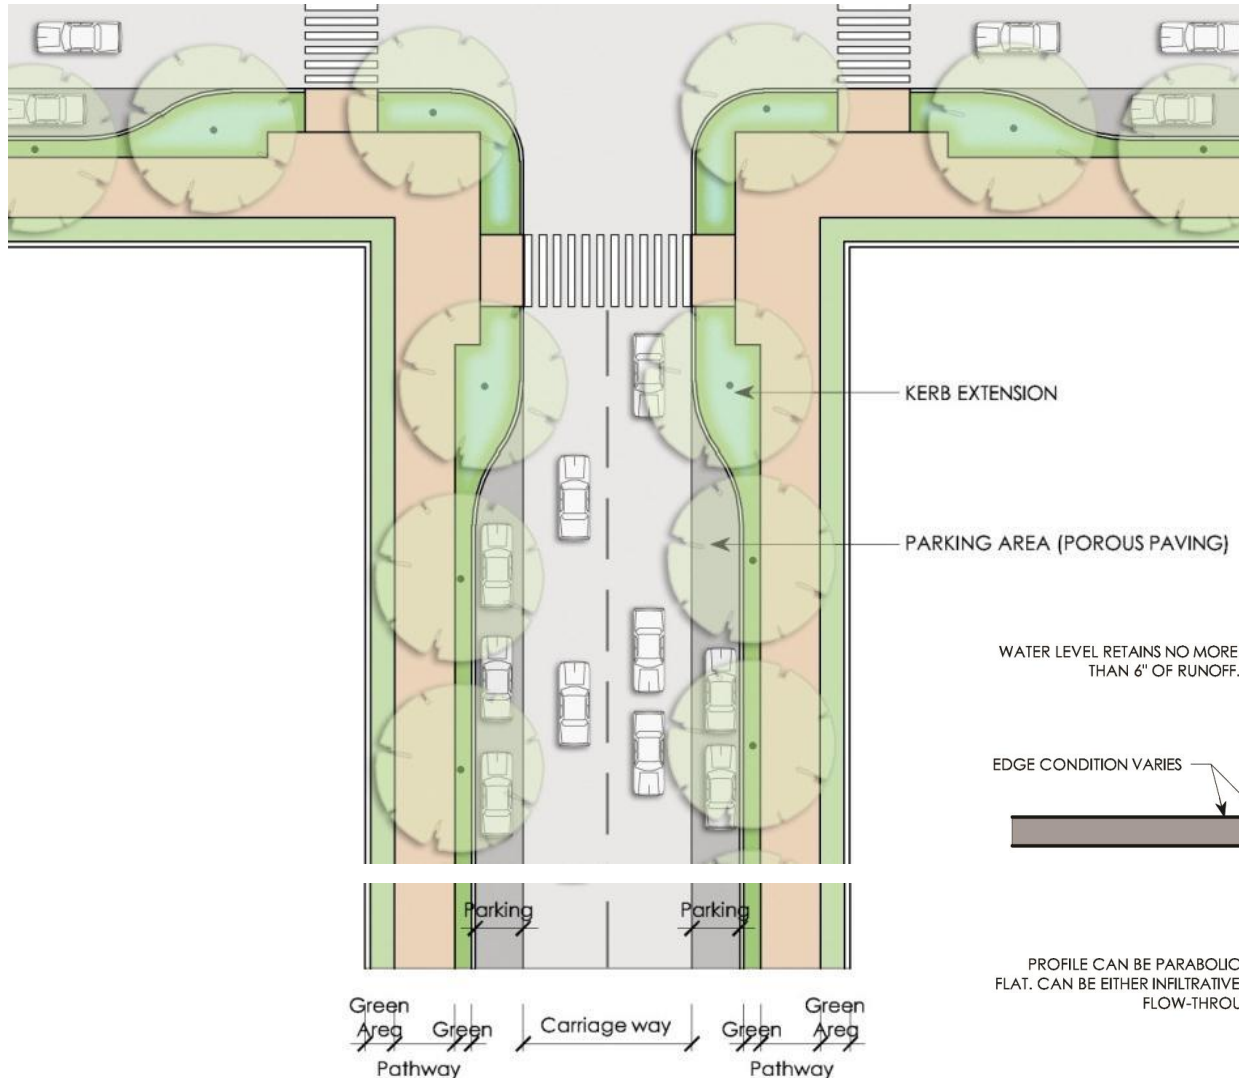 KERB EXTENSION
PARKING AREA (POROUS PAVING)
WATER LEVEL RETAINS NO MORE
THAN 6" OF RUNOFF.
EDGE CONDITION VARIES
Parking
Parking
PROFILE CAN BE PARABOLIC
FLAT. CAN BE EITHER INFILTRATIVE
FLOW-THROU
Green
Area
Green
Carriage way
Green
Green
Area
Pathway
Pathway